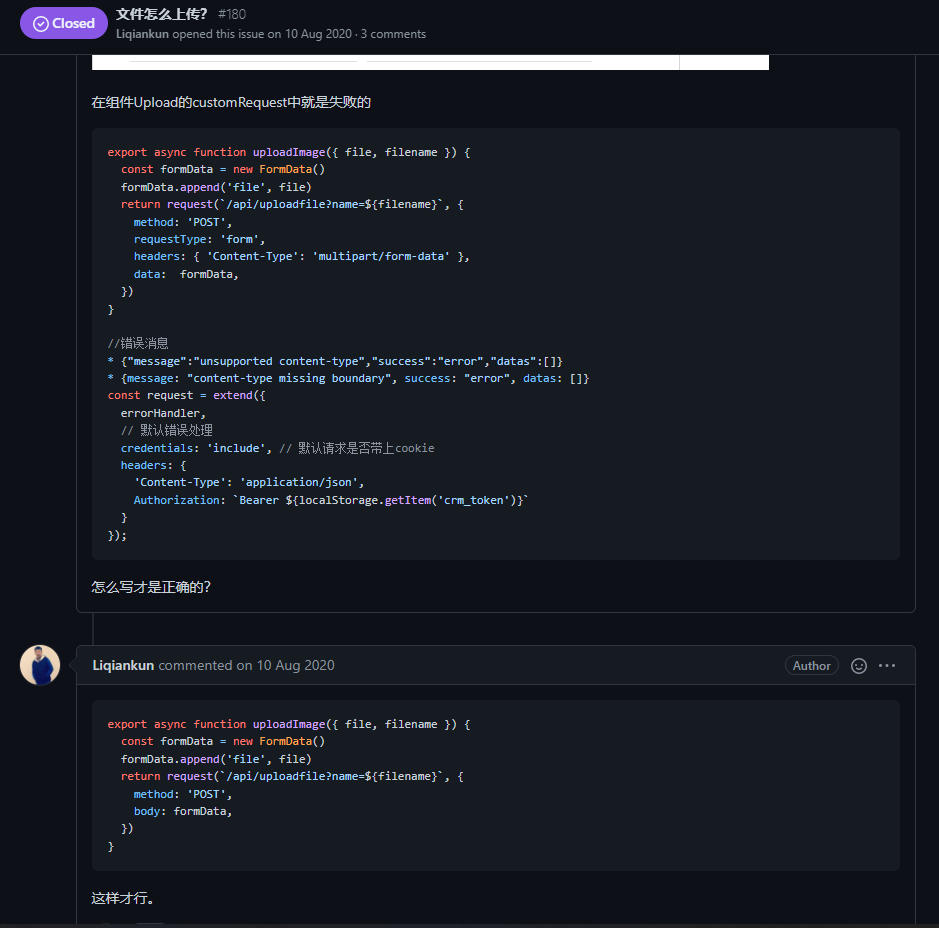 Closed
文件怎么上传? #180
Liqiankun opened this issue on 10 Aug 2020 · 3 comments
在组件Upload的customRequest中就是失败的
export async function uploadImage({ file, filename }) {
  const formData = new FormData()
  formData.append('file', file)
  return request(`/api/uploadfile?name=${filename}`, {
    method: 'POST',
    requestType: 'form',
    headers: { 'Content-Type': 'multipart/form-data' },
    data:  formData,
  })
}
//错误消息
* {"message":"unsupported content-type","success":"error","datas":[]}
* {message: "content-type missing boundary", success: "error", datas: []}
const request = extend({
  errorHandler,
  // 默认错误处理
  credentials: 'include', // 默认请求是否带上cookie
  headers: {
    'Content-Type': 'application/json',
    Authorization: `Bearer ${localStorage.getItem('crm_token')}`
  }
});
怎么写才是正确的?
Liqiankun commented on 10 Aug 2020
Author
export async function uploadImage({ file, filename }) {
  const formData = new FormData()
  formData.append('file', file)
  return request(`/api/uploadfile?name=${filename}`, {
    method: 'POST',
    body: formData,
  })
}
这样才行。